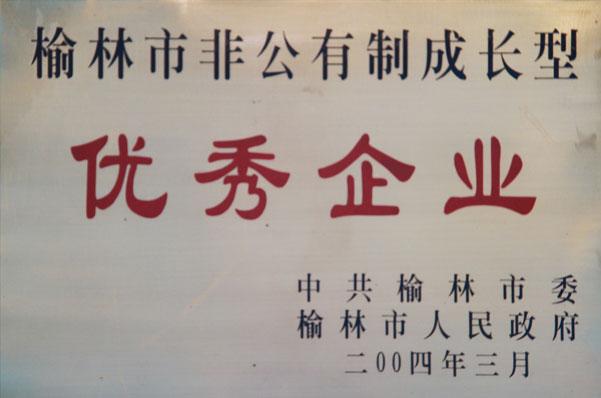 榆林市非公有制成长型
优秀企业
中共榆林市委
榆林市人民政府
二00四年三月